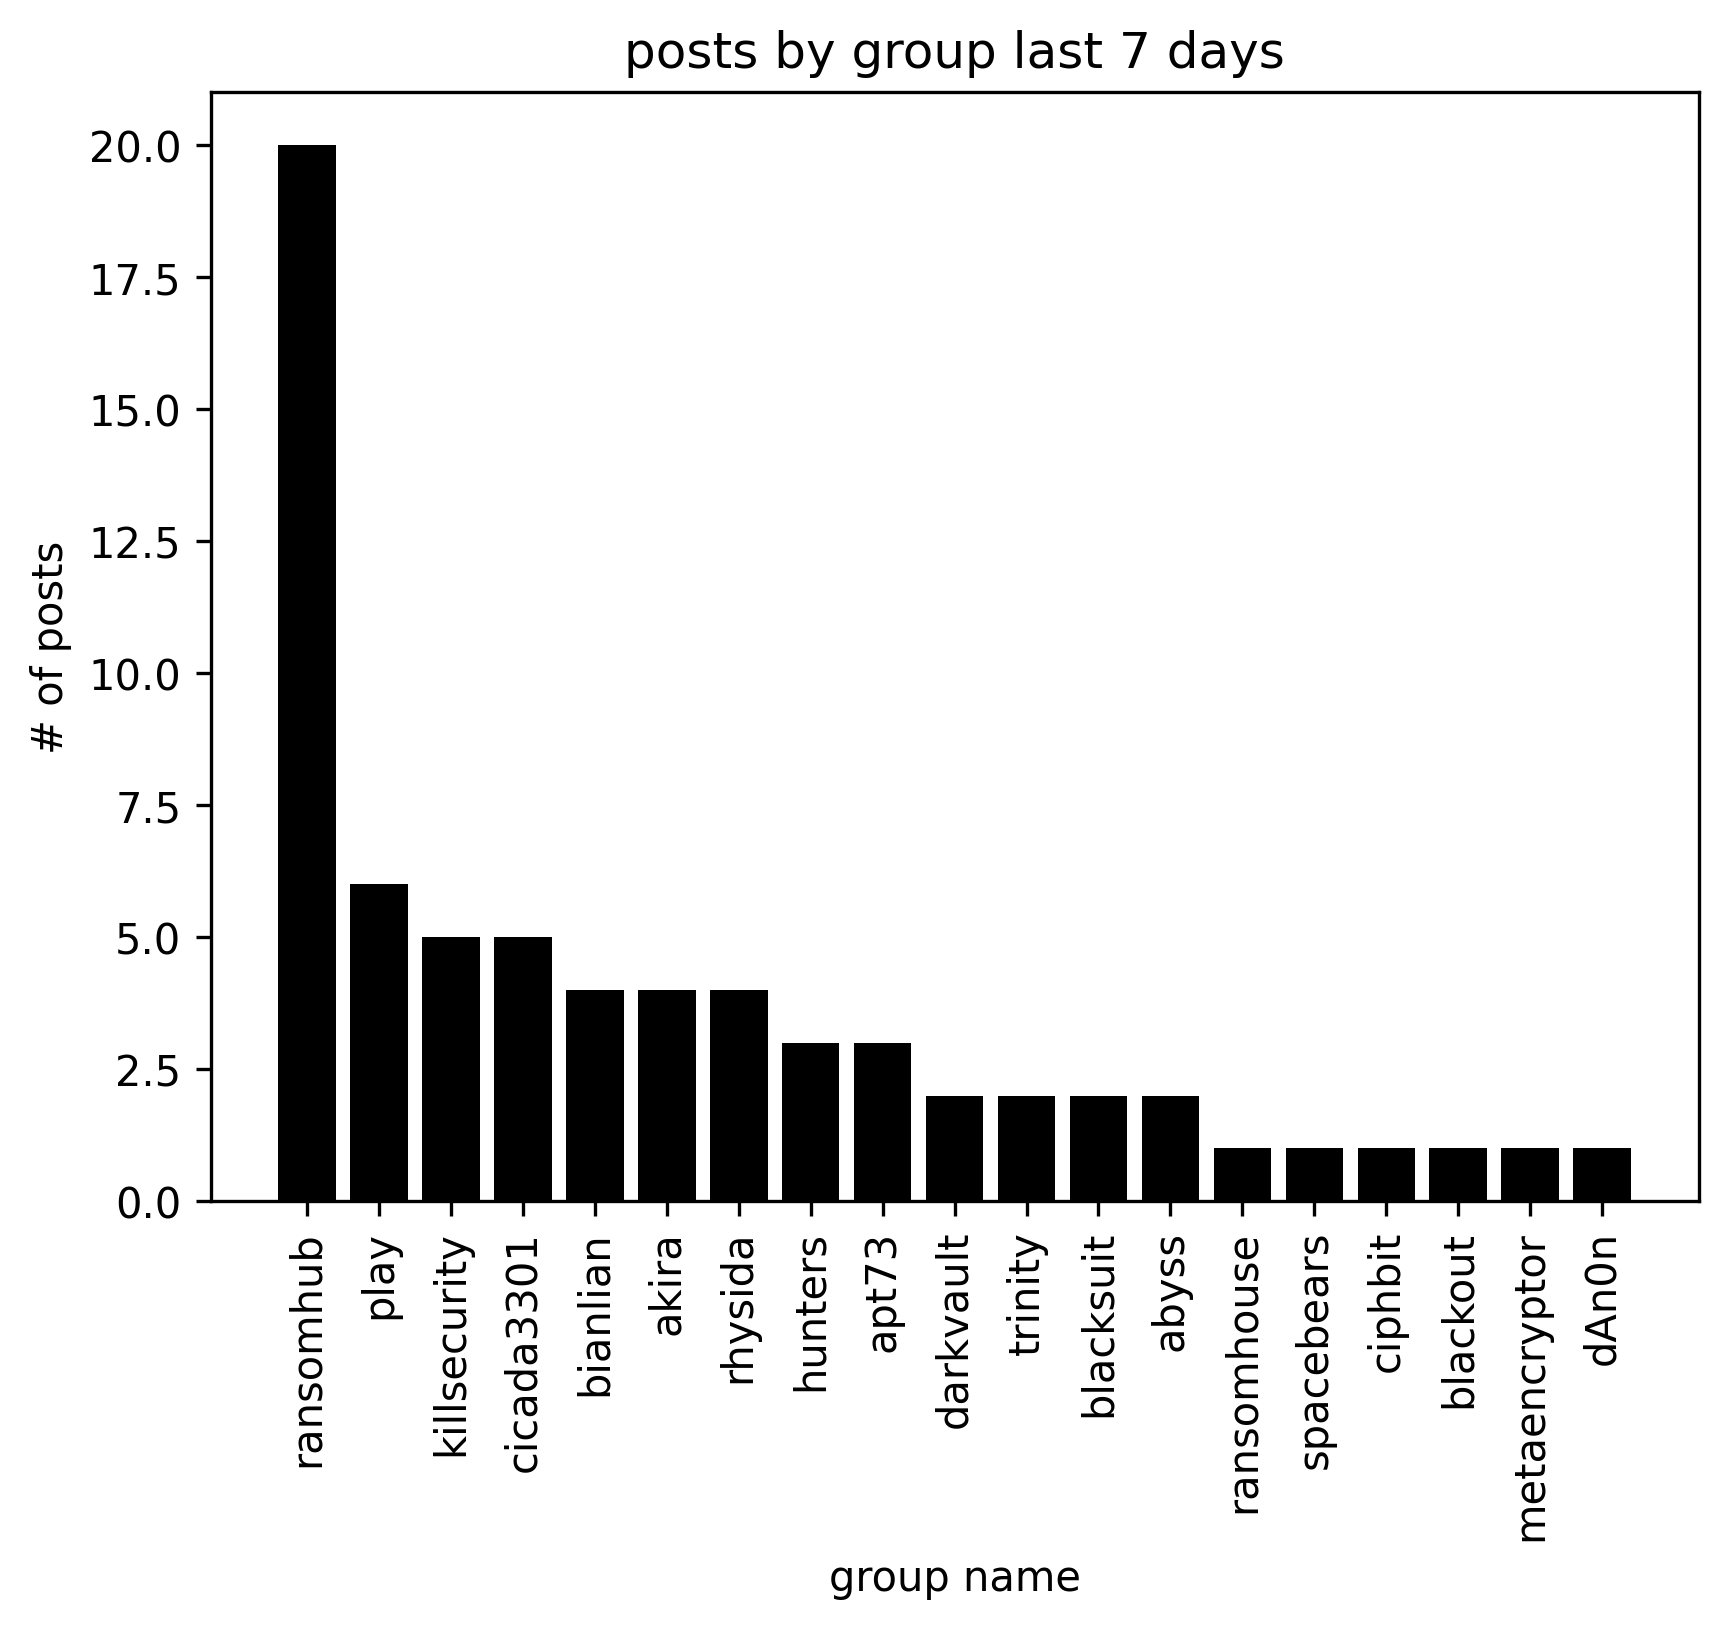 posts by group last 7 days
20.0
17.5
15.0
12.5
10.0
7.5
5.0
2.5
0.0
# of posts
ransomhub
play
killsecurity
cicada3301
bianlian
akira
rhysida
hunters
apt73
darkvault
trinity
blacksuit
abyss
ransomhouse
spacebears
ciphbit
blackout
metaencryptor
dAn0n
group name